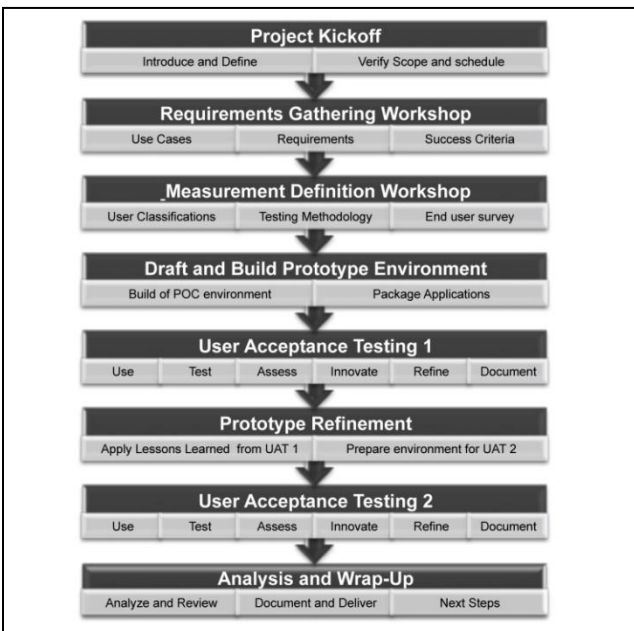 Project Kickoff
Introduce and Define Verify Scope and schedule
Requirements Gathering Workshop
Use Cases Requirements Success Criteria
_Measurement Definition Workshop
User Classifications Testing Methodology End user survey
Draft and Build Prototype Environment
Build of POC environment Package Applications
User Acceptance Testing 1
Use Test Assess Innovate Refine Document
Prototype Refinement
Apply Lessons Learned from UAT 1 Prepare environment for UAT 2
User Acceptance Testing 2
Use Test Assess Innovate Refine Document
Analysis and Wrap-Up
Analyze and Review Document and Deliver Next Steps